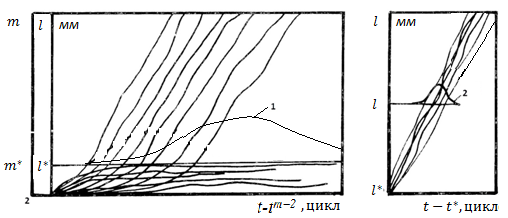 m l мм
1
m* l*
2
t-l^{m-2}, цикл
l мм
2
l
l*
t – t*, цикл